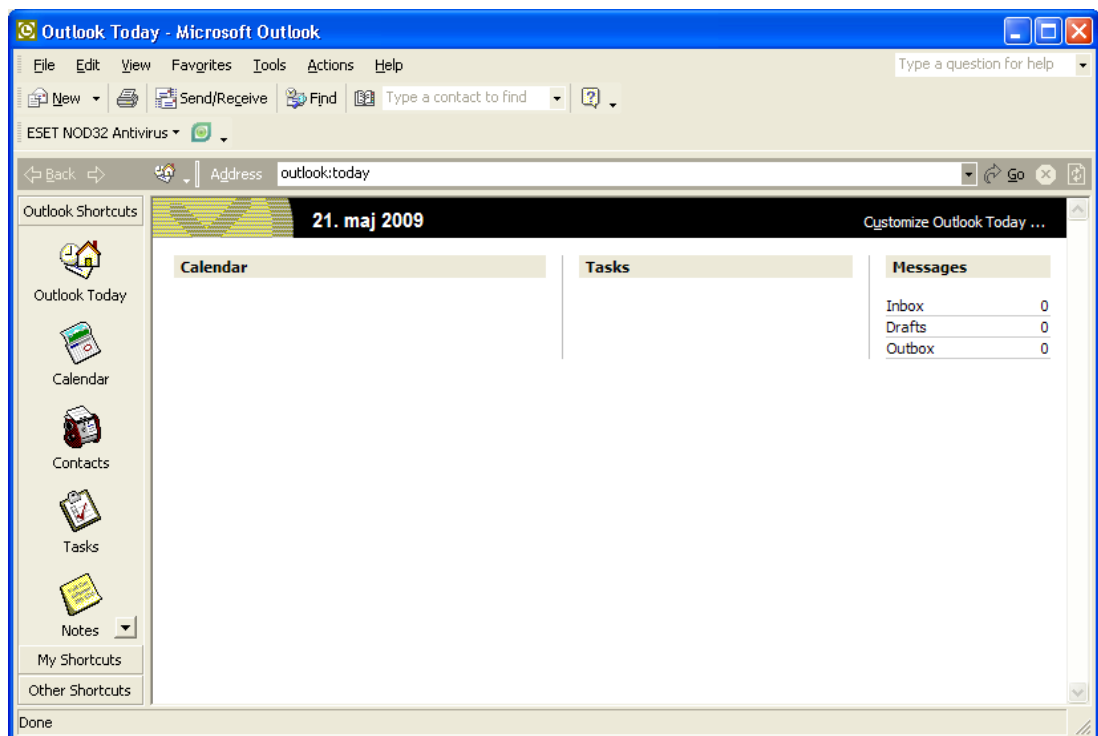 Outlook Today - Microsoft Outlook
File Edit View Favorites Tools Actions Help Type a question for help
New Send/Receive Find Type a contact to find
ESET NOD32 Antivirus
Back Address outlook:today Go
Outlook Shortcuts
21. maj 2009 Customize Outlook Today ...
Calendar Tasks Messages
Outlook Today
Inbox 0
Drafts 0
Outbox 0
Calendar
Contacts
Tasks
Notes
My Shortcuts
Other Shortcuts
Done